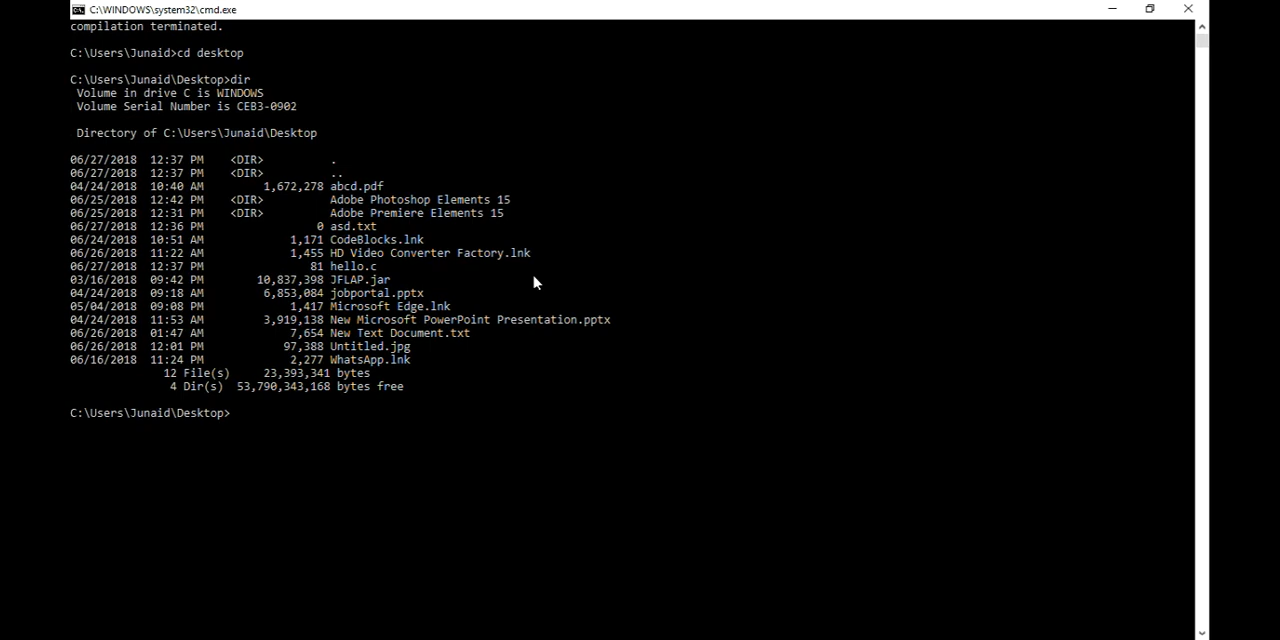 C:\WINDOWS\system32\cmd.exe
compilation terminated.
C:\Users\Junaid>cd desktop
C:\Users\Junaid\Desktop>dir
Volume in drive C is WINDOWS
Volume Serial Number is CEB3-0902
Directory of C:\Users\Junaid\Desktop
06/27/2018  12:37 PM    <DIR>          .
06/27/2018  12:37 PM    <DIR>          ..
04/24/2018  10:40 AM         1,672,278 abcd.pdf
06/25/2018  12:42 PM    <DIR>          Adobe Photoshop Elements 15
06/25/2018  12:31 PM    <DIR>          Adobe Premiere Elements 15
06/27/2018  12:36 PM                 0 asd.txt
06/24/2018  10:51 AM             1,171 CodeBlocks.lnk
06/26/2018  11:22 AM             1,455 HD Video Converter Factory.lnk
06/27/2018  12:37 PM                81 hello.c
03/16/2018  09:42 PM        10,837,398 JFLAP.jar
04/24/2018  09:18 AM         6,853,084 jobportal.pptx
05/04/2018  09:08 PM             1,417 Microsoft Edge.lnk
04/24/2018  11:53 AM         3,919,138 New Microsoft PowerPoint Presentation.pptx
06/26/2018  01:47 AM             7,654 New Text Document.txt
06/26/2018  12:01 PM            97,388 Untitled.jpg
06/16/2018  11:24 PM             2,277 WhatsApp.lnk
12 File(s)     23,393,341 bytes
4 Dir(s)  53,790,343,168 bytes free
C:\Users\Junaid\Desktop>